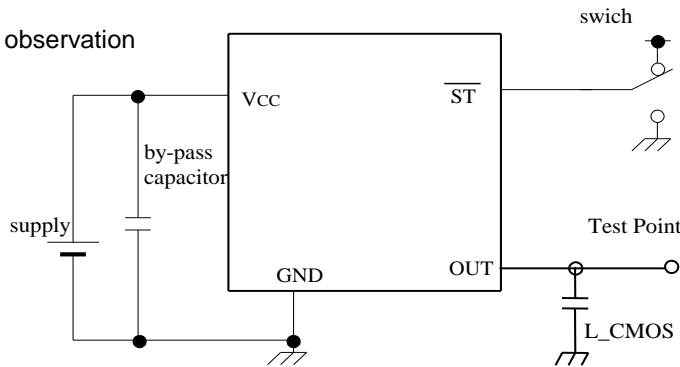 swich
observation
VCC
ST
by-pass
capacitor
supply
Test Point
GND
OUT
L_CMOS